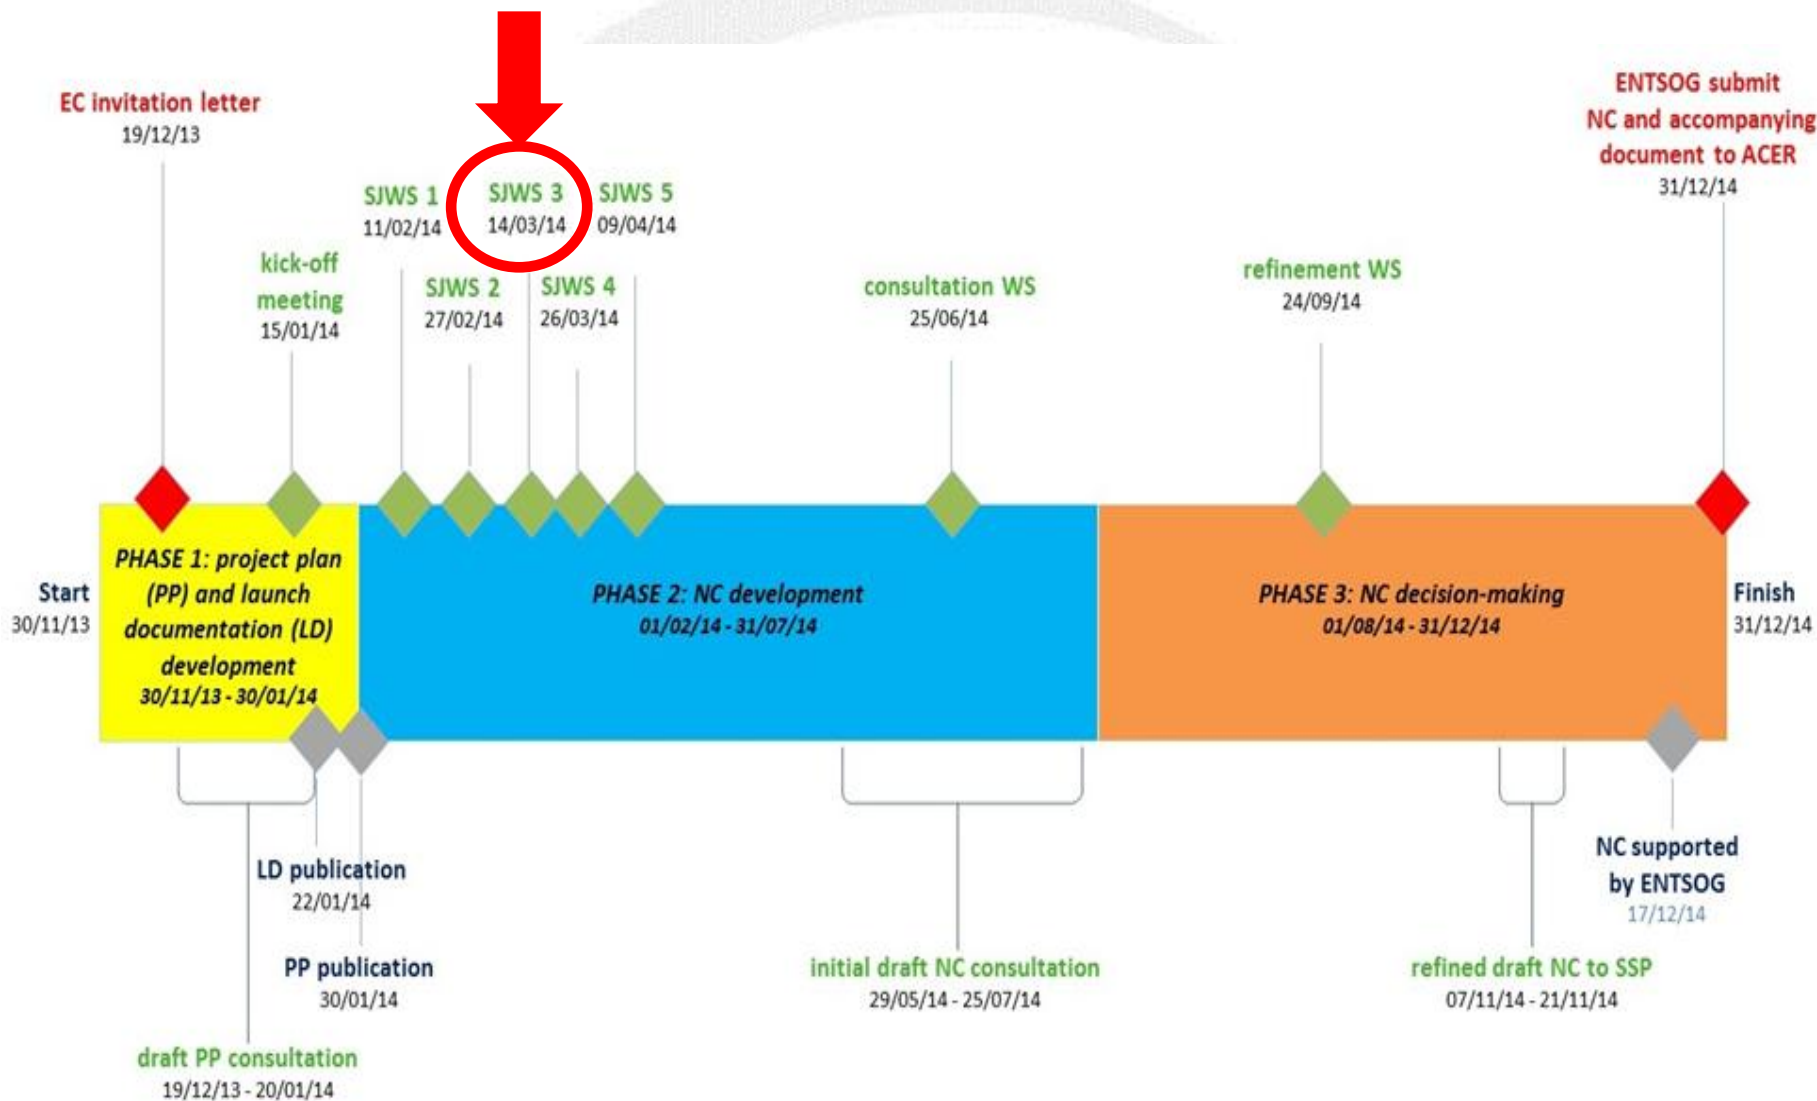 EC invitation letter
19/12/13
kick-off
meeting
15/01/14
SJWS 1
11/02/14
SJWS 2
27/02/14
SJWS 3
14/03/14
SJWS 4
26/03/14
SJWS 5
09/04/14
consultation WS
25/06/14
refinement WS
24/09/14
ENTSOG submit
NC and accompanying
document to ACER
31/12/14
Start
30/11/13
PHASE 1: project plan
(PP) and launch
documentation (LD)
development
30/11/13 - 30/01/14
PHASE 2: NC development
01/02/14 - 31/07/14
PHASE 3: NC decision-making
01/08/14 - 31/12/14
Finish
31/12/14
LD publication
22/01/14
PP publication
30/01/14
draft PP consultation
19/12/13 - 20/01/14
initial draft NC consultation
29/05/14 - 25/07/14
refined draft NC to SSP
07/11/14 - 21/11/14
NC supported
by ENTSOG
17/12/14